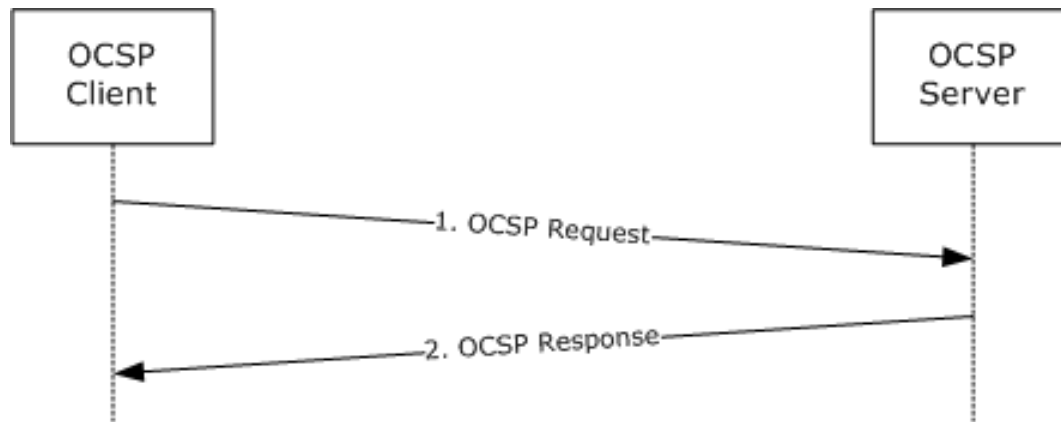 OCSP
Client
OCSP
Server
1. OCSP Request
2. OCSP Response